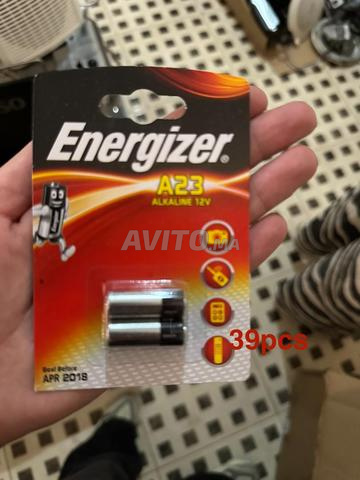 Energizer
A23
ALKALINE 12V
AVITO.MA
39pcs
Best Before
APR 2018